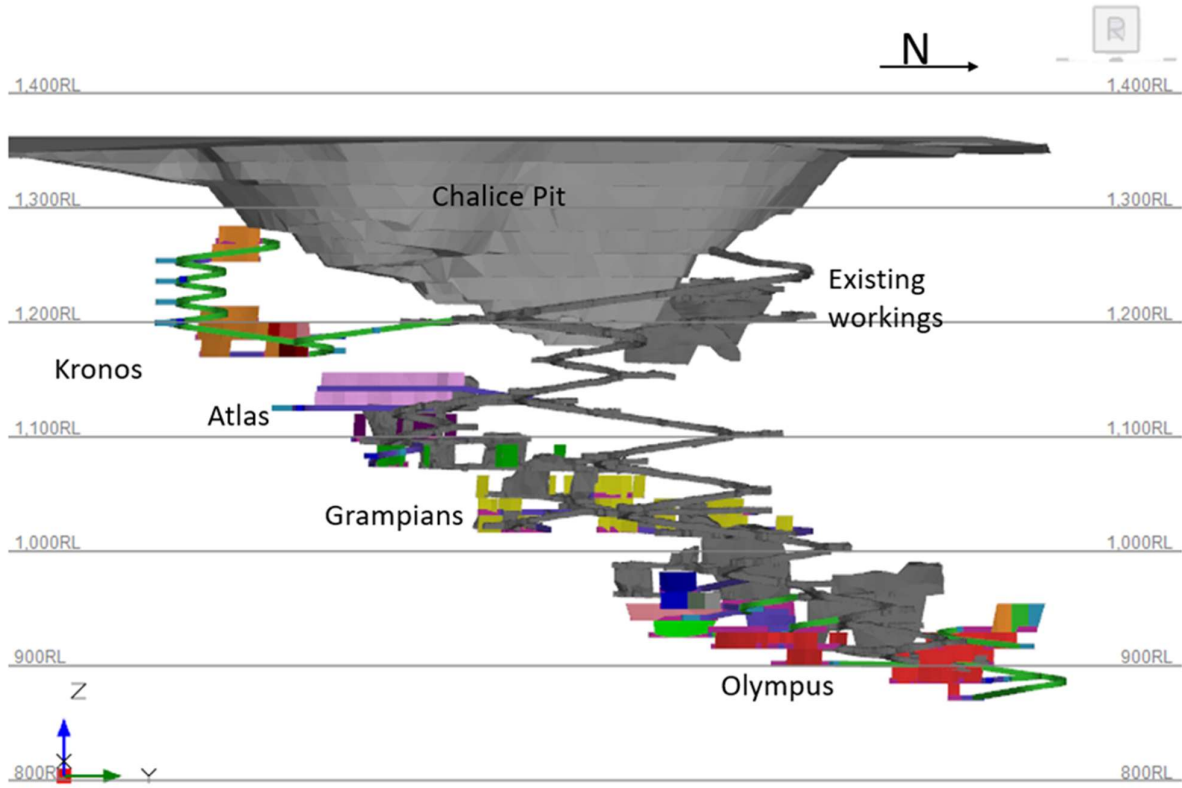 N
R
1,400RL 1,400RL
Chalice Pit
1,300RL 1,300RL
Existing
workings
1,200RL 1,200RL
Kronos
Atlas
1,100RL 1,100RL
Grampians
1,000RL 1,000RL
900RL 900RL
Olympus
Z
X
Y
800R 800RL